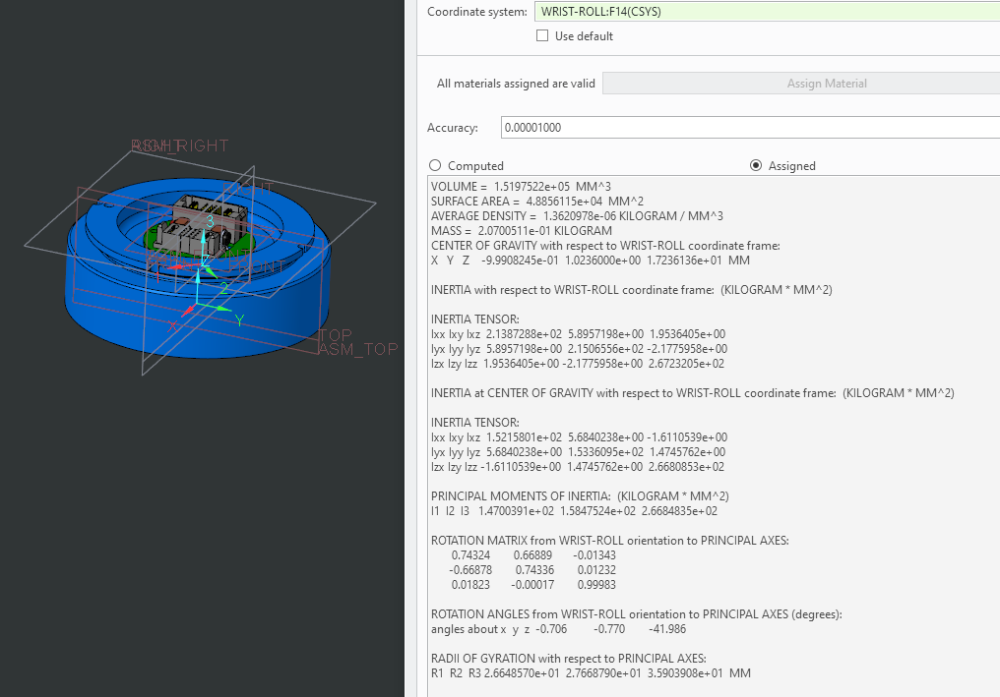 Coordinate system: WRIST-ROLL:F14(CSYS)
Use default
All materials assigned are valid Assign Material
Accuracy: 0.00001000
Computed Assigned
VOLUME = 1.5197522e+05 MM^3
SURFACE AREA = 4.8856115e+04 MM^2
AVERAGE DENSITY = 1.3620978e-06 KILOGRAM / MM^3
MASS = 2.0700511e-01 KILOGRAM
CENTER OF GRAVITY with respect to WRIST-ROLL coordinate frame:
X Y Z -9.9908245e-01 1.0236000e+00 1.7236136e+01 MM
INERTIA with respect to WRIST-ROLL coordinate frame: (KILOGRAM * MM^2)
INERTIA TENSOR:
Ixx Ixy Ixz 2.1387288e+02 5.8957198e+00 1.9536405e+00
Iyx Iyy Iyz 5.8957198e+00 2.1506556e+02 -2.1775958e+00
Izx Izy Izz 1.9536405e+00 -2.1775958e+00 2.6723205e+02
INERTIA at CENTER OF GRAVITY with respect to WRIST-ROLL coordinate frame: (KILOGRAM * MM^2)
INERTIA TENSOR:
Ixx Ixy Ixz 1.5215801e+02 5.6840238e+00 -1.6110539e+00
Iyx Iyy Iyz 5.6840238e+00 1.5336095e+02 1.4745762e+00
Izx Izy Izz -1.6110539e+00 1.4745762e+00 2.6680853e+02
PRINCIPAL MOMENTS OF INERTIA: (KILOGRAM * MM^2)
I1 I2 I3 1.4700391e+02 1.5847524e+02 2.6684835e+02
ROTATION MATRIX from WRIST-ROLL orientation to PRINCIPAL AXES:
0.74324 0.66889 -0.01343
-0.66878 0.74336 0.01232
0.01823 -0.00017 0.99983
ROTATION ANGLES from WRIST-ROLL orientation to PRINCIPAL AXES (degrees):
angles about x y z -0.706 -0.770 -41.986
RADII OF GYRATION with respect to PRINCIPAL AXES:
R1 R2 R3 2.6648570e+01 2.7668790e+01 3.5903908e+01 MM
ASM_RIGHT
3
1
2
X
Y
TOP
ASM_TOP